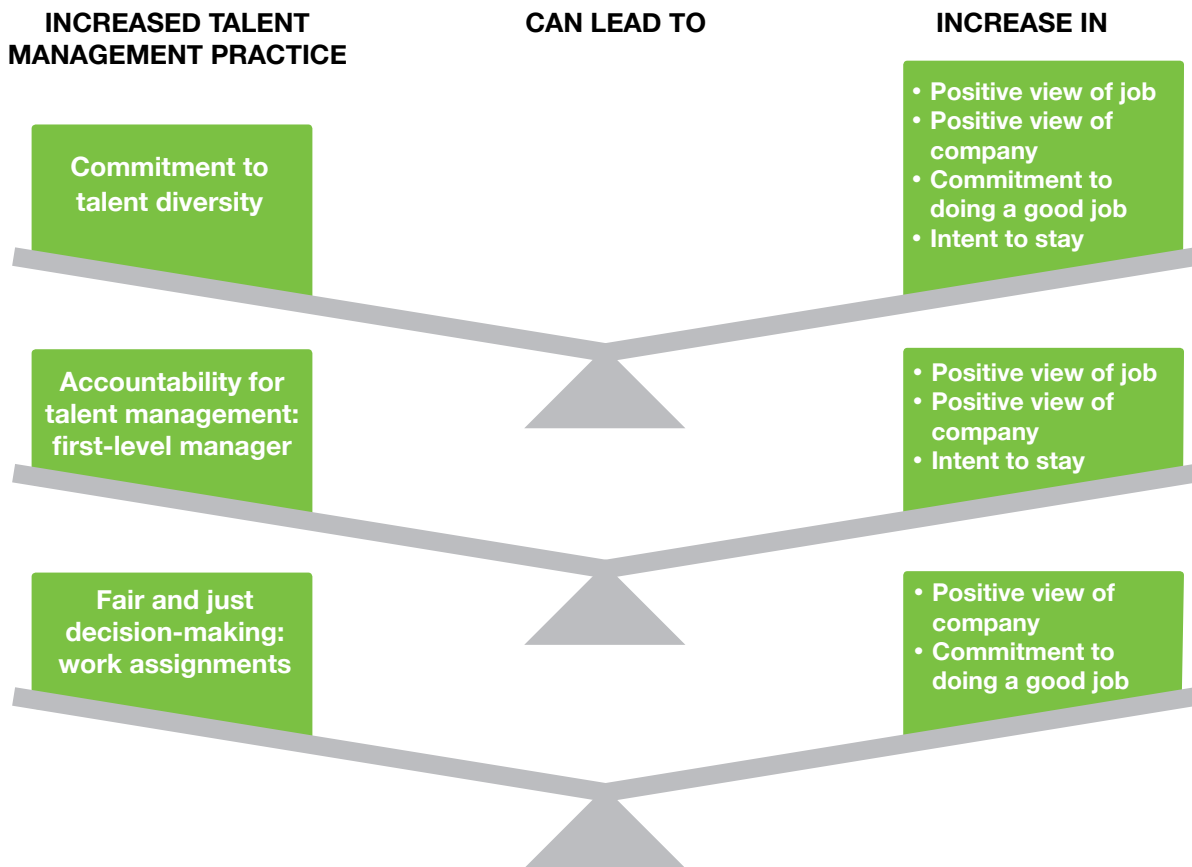 INCREASED TALENT
MANAGEMENT PRACTICE
CAN LEAD TO
INCREASE IN
Commitment to
talent diversity
• Positive view of job
• Positive view of
company
• Commitment to
doing a good job
• Intent to stay
Accountability for
talent management:
first-level manager
• Positive view of job
• Positive view of
company
• Intent to stay
Fair and just
decision-making:
work assignments
• Positive view of
company
• Commitment to
doing a good job